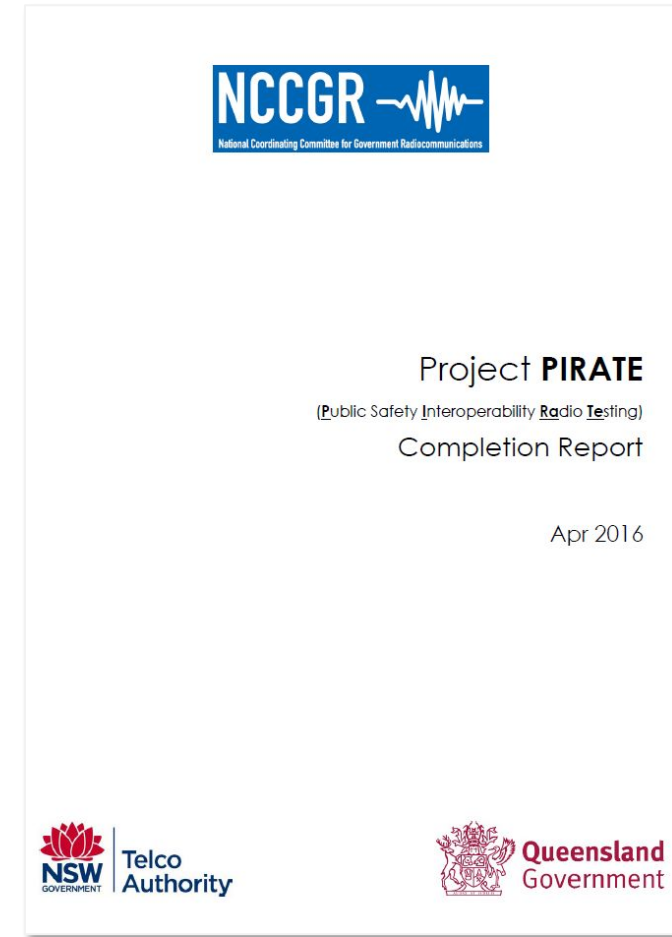 NCCGR
National Coordinating Committee for Government Radiocommunications
Project PIRATE
(Public Safety Interoperability Radio Testing)
Completion Report
Apr 2016
NSW
GOVERNMENT
Telco
Authority
Queensland
Government